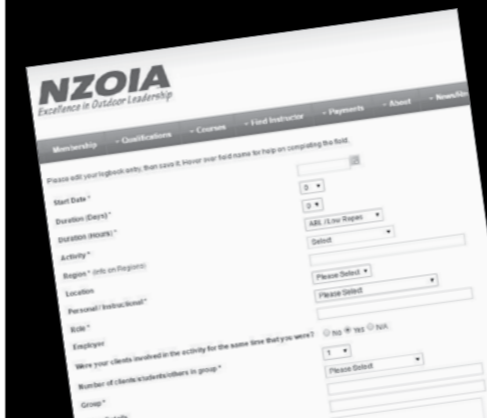 NZOIA
Excellence in Outdoor Leadership
Membership - Qualifications - Courses - Find Instructor - Payments - About
Please edit your logbook entry, then save it. Hover over field name for help on completing the field.
Start Date *
Duration (Days) * 0
Duration (Hours) * 0
Activity * ABL / Low Ropes
Region * (Info on Regions) Select
Location
Personal / Instructional * Please Select
Role * Please Select
Employer
Were your clients involved in the activity for the same time that you were? No Yes N/A
Number of clients/students/others in group * 1
Group * Please Select